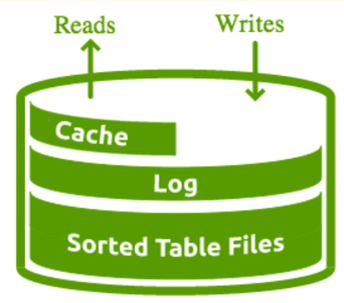 Reads
Writes
Cache
Log
Sorted Table Files